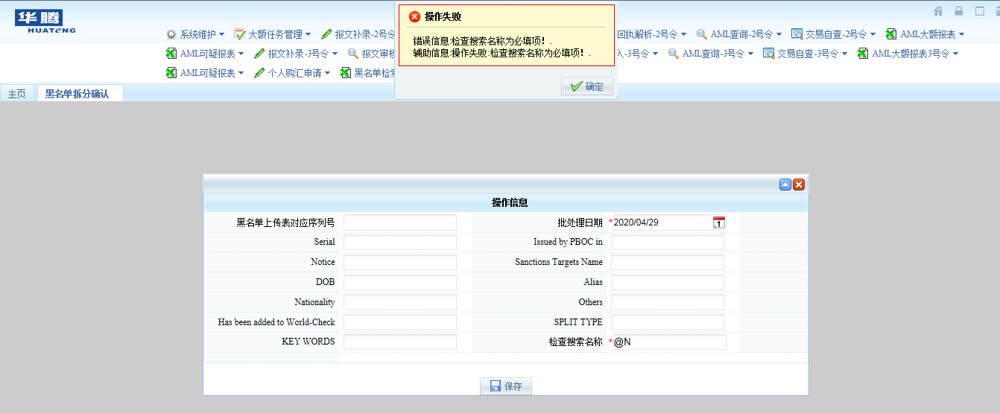 华腾
HUATENG
操作失败
错误信息:检查搜索名称为必填项！.
辅助信息:操作失败:检查搜索名称为必填项！.
确定
系统维护 大额任务管理 报文补录-2号令 回执解析-2号令 AML查询-2号令 交易自查-2号令 AML大额报表
AML可疑报表 报文补录-3号令 报文审核 入-3号令 AML查询-3号令 交易自查-3号令 AML大额报表3号令
AML可疑报表 个人购汇申请 黑名单检索
主页 黑名单拆分确认
操作信息
黑名单上传表对应序列号 批处理日期 *2020/04/29 1
Serial Issued by PBOC in
Notice Sanctions Targets Name
DOB Alias
Nationality Others
Has been added to World-Check SPLIT TYPE
KEY WORDS 检查搜索名称 *@N
保存